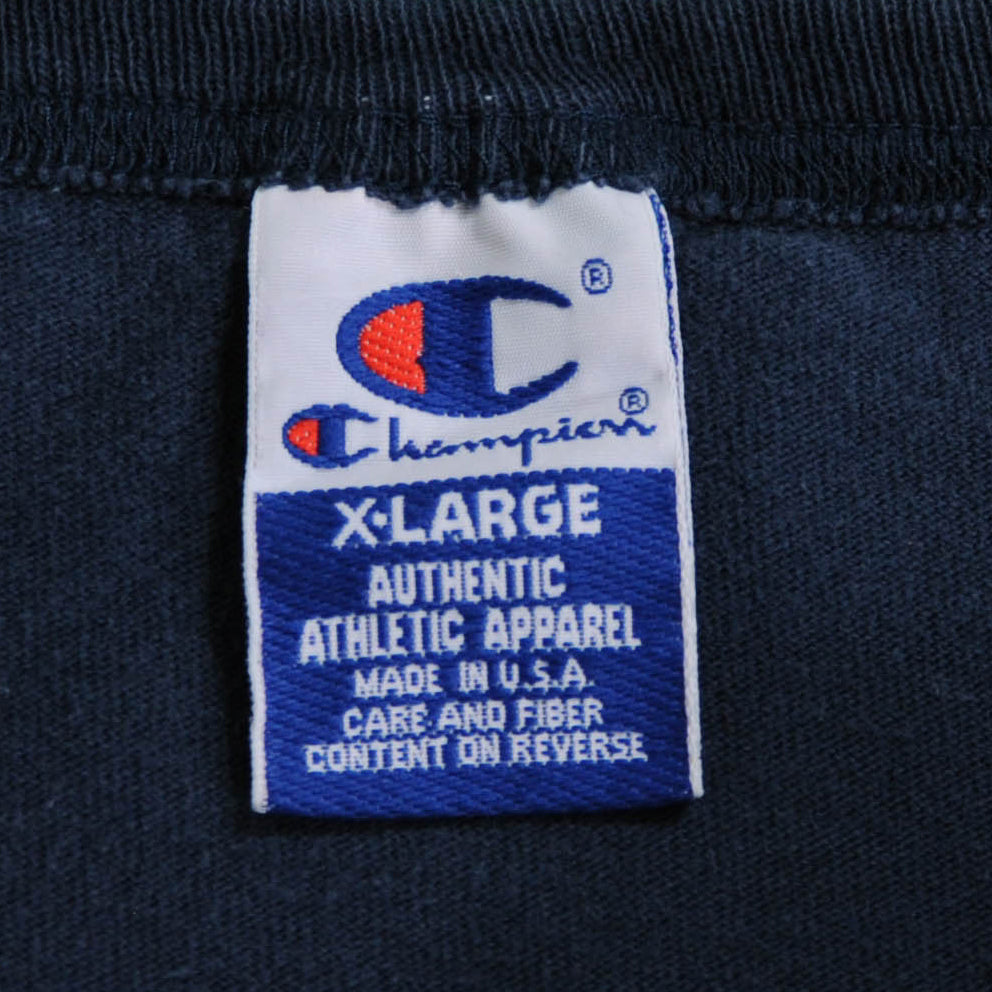 ®
Champion®
X·LARGE
AUTHENTIC
ATHLETIC APPAREL
MADE IN U.S.A.
CARE AND FIBER
CONTENT ON REVERSE